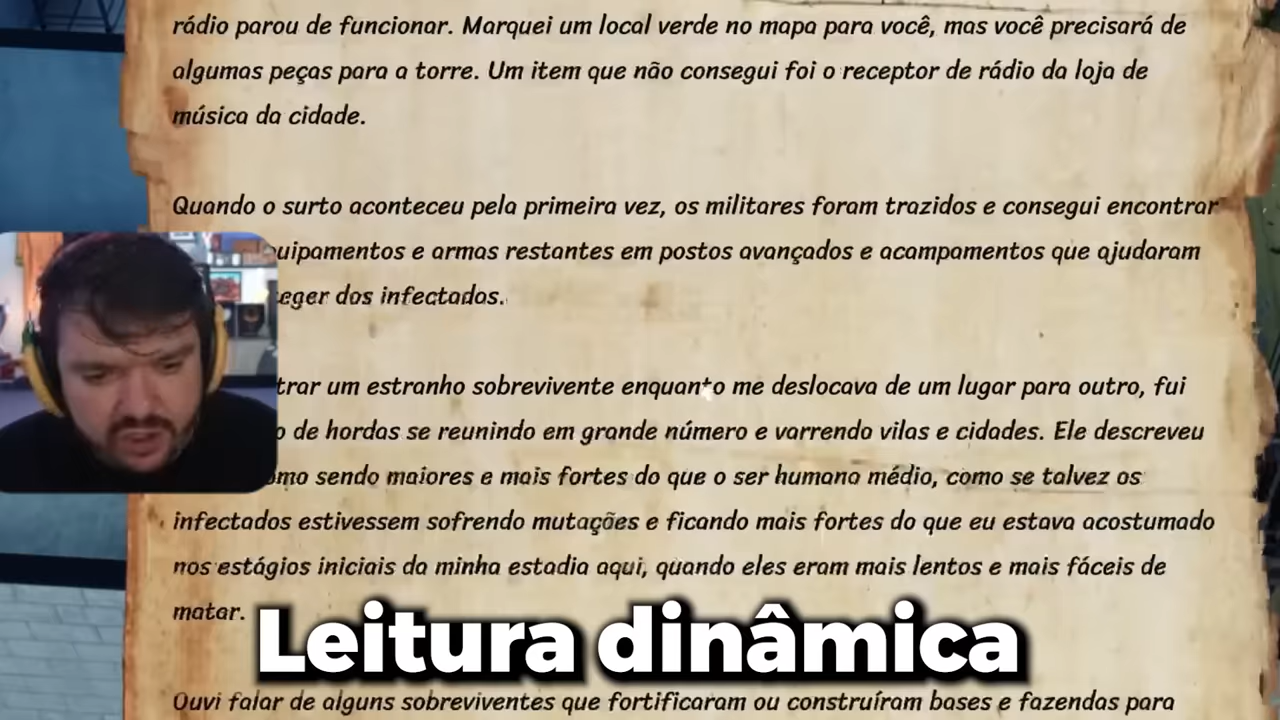 rádio parou de funcionar. Marquei um local verde no mapa para você, mas você precisará de
algumas peças para a torre. Um item que não consegui foi o receptor de rádio da loja de
música da cidade.
Quando o surto aconteceu pela primeira vez, os militares foram trazidos e consegui encontrar
uipamentos e armas restantes em postos avançados e acampamentos que ajudaram
eger dos infectados.
trar um estranho sobrevivente enquanto me deslocava de um lugar para outro, fui
o de hordas se reunindo em grande número e varrendo vilas e cidades. Ele descreveu
omo sendo maiores e mais fortes do que o ser humano médio, como se talvez os
infectados estivessem sofrendo mutações e ficando mais fortes do que eu estava acostumado
nos estágios iniciais da minha estadia aqui, quando eles eram mais lentos e mais fáceis de
matar.
Leitura dinâmica
Ouvi falar de alguns sobreviventes que fortificaram ou construíram bases e fazendas para